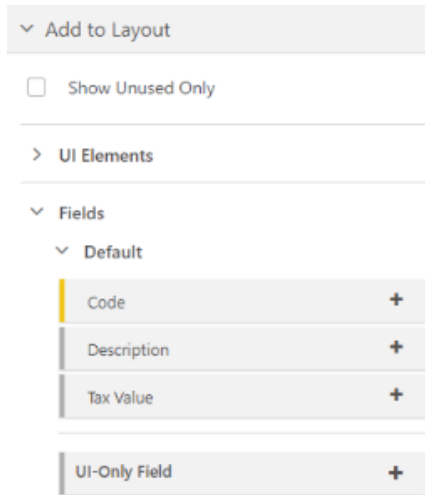 Add to Layout
Show Unused Only
UI Elements
Fields
Default
Code
Description
Tax Value
UI-Only Field